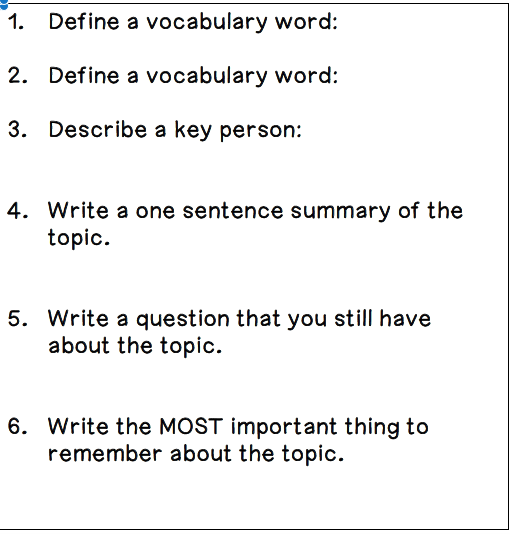 1. Define a vocabulary word:
2. Define a vocabulary word:
3. Describe a key person:
4. Write a one sentence summary of the
topic.
5. Write a question that you still have
about the topic.
6. Write the MOST important thing to
remember about the topic.